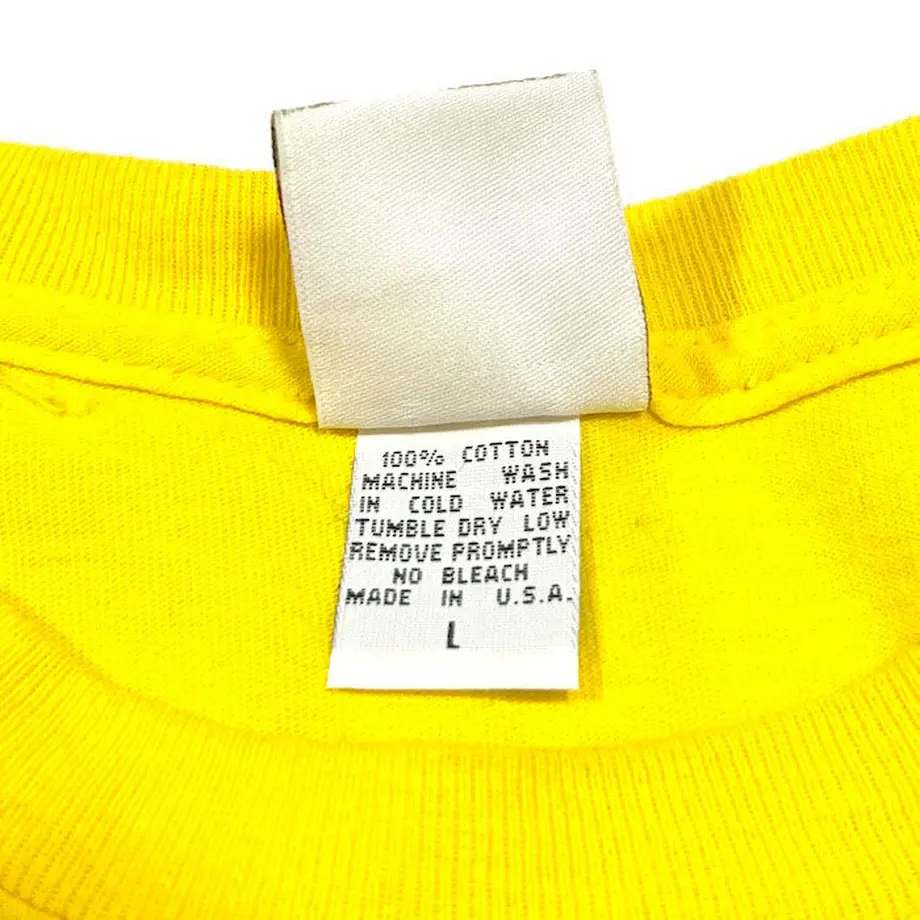 100% COTTON
MACHINE WASH
IN COLD WATER
TUMBLE DRY LOW
REMOVE PROMPTLY
NO BLEACH
MADE IN U.S.A.
L